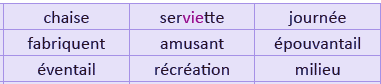 chaise serviette journée
fabriquent amusant épouvantail
éventail récréation milieu